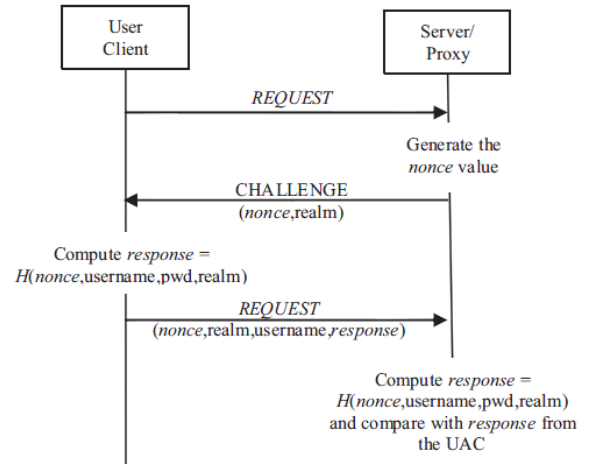 User
Client
Server/
Proxy
REQUEST
Generate the
nonce value
CHALLENGE
(nonce,realm)
Compute response =
H(nonce,username,pwd,realm)
REQUEST
(nonce,realm,username,response)
Compute response =
H(nonce,username,pwd,realm)
and compare with response from
the UAC